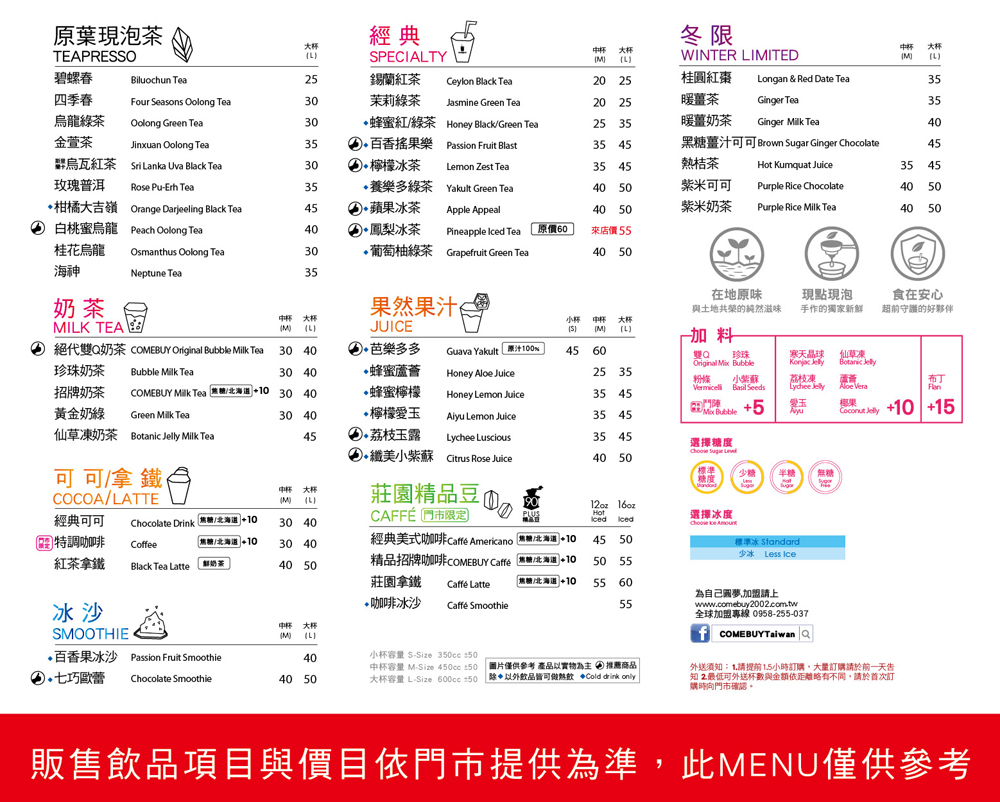 原葉現泡茶
TEAPRESSO
大杯
(L)
碧螺春 Biluochun Tea 25
四季春 Four Seasons Oolong Tea 30
烏龍綠茶 Oolong Green Tea 30
金萱茶 Jinxuan Oolong Tea 35
烏瓦紅茶 Sri Lanka Uva Black Tea 30
玫瑰普洱 Rose Pu-Erh Tea 35
◆柑橘大吉嶺 Orange Darjeeling Black Tea 45
白桃蜜烏龍 Peach Oolong Tea 40
桂花烏龍 Osmanthus Oolong Tea 30
海神 Neptune Tea 35
奶 茶
MILK TEA
中杯 大杯
(M) (L)
絕代雙Q奶茶 COMEBUY Original Bubble Milk Tea 30 40
珍珠奶茶 Bubble Milk Tea 30 40
招牌奶茶 COMEBUY Milk Tea 焦糖/北海道 +10 30 40
黃金奶綠 Green Milk Tea 30 40
仙草凍奶茶 Botanic Jelly Milk Tea 45
可 可/拿 鐵
COCOA/LATTE
中杯 大杯
(M) (L)
經典可可 Chocolate Drink 焦糖/北海道 +10 30 40
門市限定 特調咖啡 Coffee 焦糖/北海道 +10 30 40
紅茶拿鐵 Black Tea Latte 鮮奶茶 40 50
冰 沙
SMOOTHIE
中杯 大杯
(M) (L)
◆百香果冰沙 Passion Fruit Smoothie 40
◆七巧歐蕾 Chocolate Smoothie 40 50
經 典
SPECIALTY
中杯 大杯
(M) (L)
錫蘭紅茶 Ceylon Black Tea 20 25
茉莉綠茶 Jasmine Green Tea 20 25
◆蜂蜜紅/綠茶 Honey Black/Green Tea 25 35
◆百香搖果樂 Passion Fruit Blast 35 45
◆檸檬冰茶 Lemon Zest Tea 35 45
◆養樂多綠茶 Yakult Green Tea 40 50
◆蘋果冰茶 Apple Appeal 40 50
◆鳳梨冰茶 Pineapple Iced Tea 原價60 來店價55
◆葡萄柚綠茶 Grapefruit Green Tea 40 50
果然果汁
JUICE
小杯 中杯 大杯
(S) (M) (L)
◆芭樂多多 Guava Yakult 原汁100% 45 60
◆蜂蜜蘆薈 Honey Aloe Juice 25 35
◆蜂蜜檸檬 Honey Lemon Juice 35 45
◆檸檬愛玉 Aiyu Lemon Juice 35 45
◆荔枝玉露 Lychee Luscious 35 45
◆纖美小紫蘇 Citrus Rose Juice 40 50
莊園精品豆
CAFFÉ 門市限定
90
PLUS
精品豆
12oz 16oz
Hot
Iced Iced
經典美式咖啡 Caffé Americano 焦糖/北海道 +10 45 50
精品招牌咖啡 COMEBUY Caffé 焦糖/北海道 +10 50 55
莊園拿鐵 Caffé Latte 焦糖/北海道 +10 55 60
◆咖啡冰沙 Caffé Smoothie 55
小杯容量 S-Size 350cc ±50
中杯容量 M-Size 450cc ±50
大杯容量 L-Size 600cc ±50
圖片僅供參考 產品以實物為主 推薦商品
除◆以外飲品皆可做熱飲 ◆Cold drink only
冬 限
WINTER LIMITED
中杯 大杯
(M) (L)
桂圓紅棗 Longan & Red Date Tea 35
暖薑茶 Ginger Tea 35
暖薑奶茶 Ginger Milk Tea 40
黑糖薑汁可可 Brown Sugar Ginger Chocolate 45
熱桔茶 Hot Kumquat Juice 35 45
紫米可可 Purple Rice Chocolate 40 50
紫米奶茶 Purple Rice Milk Tea 40 50
在地原味 現點現泡 食在安心
與土地共榮的純然滋味 手作的獨家新鮮 超前守護的好夥伴
加 料
雙Q 珍珠 寒天晶球 仙草凍
Original Mix Bubble Konjac Jelly Botanic Jelly
粉條 小紫蘇 荔枝凍 蘆薈 布丁
Vermicelli Basil Seeds Lychee Jelly Aloe Vera Flan
門市限定 鬥陣 愛玉 椰果
Mix Bubble +5 Aiyu Coconut Jelly +10 +15
選擇糖度
Choose Sugar Level
標準糖度 少糖 半糖 無糖
Standard Less Sugar Half Sugar Sugar Free
選擇冰度
Choose Ice Amount
標準冰 Standard
少冰 Less Ice
為自己圓夢,加盟請上
www.comebuy2002.com.tw
全球加盟專線 0958-255-037
f COMEBUYTaiwan
外送須知：1.請提前1.5小時訂購，大量訂購請於前一天告
知 2.最低可外送杯數與金額依距離略有不同，請於首次訂
購時向門市確認。
販售飲品項目與價目依門市提供為準，此MENU僅供參考